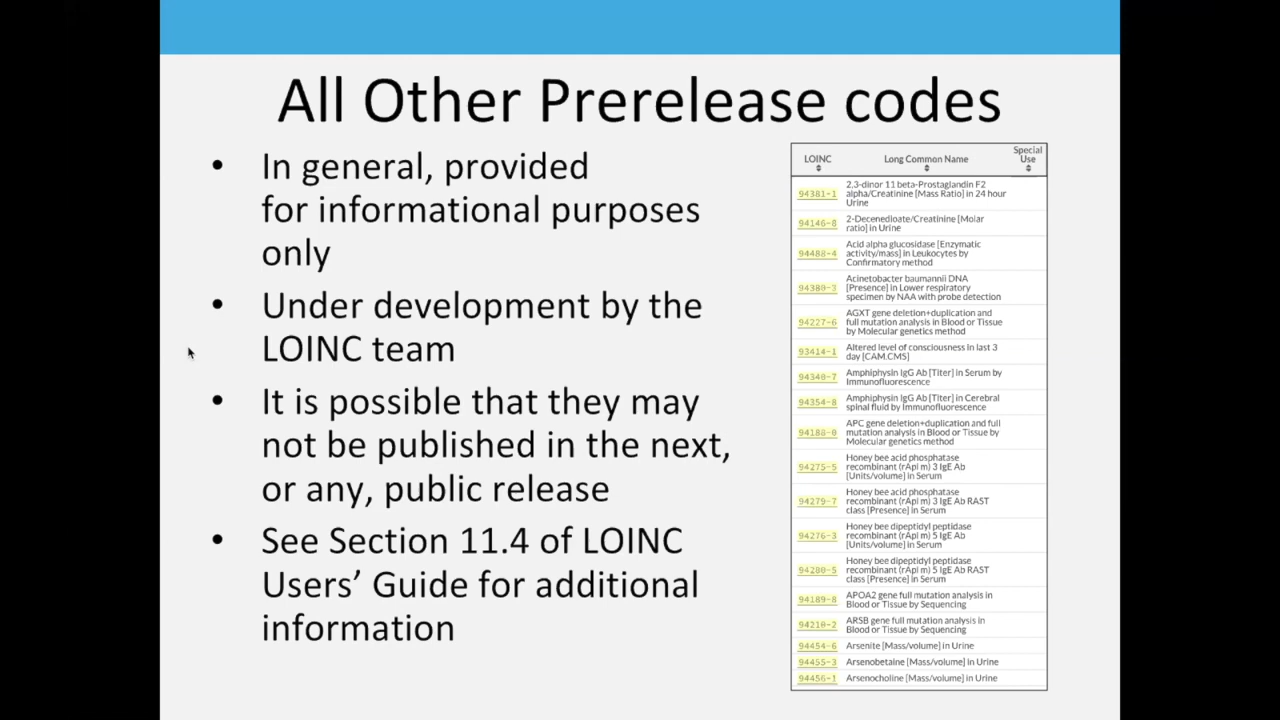 All Other Prerelease codes
• In general, provided
for informational purposes
only
• Under development by the
LOINC team
• It is possible that they may
not be published in the next,
or any, public release
• See Section 11.4 of LOINC
Users’ Guide for additional
information
LOINC Long Common Name Special Use
94381-1 2,3-dinor 11 beta-Prostaglandin F2
alpha/Creatinine [Mass Ratio] in 24 hour
Urine
94146-8 2-Decenedioate/Creatinine [Molar
ratio] in Urine
94488-4 Acid alpha glucosidase [Enzymatic
activity/mass] in Leukocytes by
Confirmatory method
94380-3 Acinetobacter baumannii DNA
[Presence] in Lower respiratory
specimen by NAA with probe detection
94227-6 AGXT gene deletion+duplication and
full mutation analysis in Blood or Tissue
by Molecular genetics method
93414-1 Altered level of consciousness in last 3
day [CAM.CMS]
94340-7 Amphiphysin IgG Ab [Titer] in Serum by
Immunofluorescence
94354-8 Amphiphysin IgG Ab [Titer] in Cerebral
spinal fluid by Immunofluorescence
94188-0 APC gene deletion+duplication and full
mutation analysis in Blood or Tissue by
Molecular genetics method
94275-5 Honey bee acid phosphatase
recombinant (rApi m) 3 IgE Ab
[Units/volume] in Serum
94279-7 Honey bee acid phosphatase
recombinant (rApi m) 3 IgE Ab RAST
class [Presence] in Serum
94276-3 Honey bee dipeptidyl peptidase
recombinant (rApi m) 5 IgE Ab
[Units/volume] in Serum
94280-5 Honey bee dipeptidyl peptidase
recombinant (rApi m) 5 IgE Ab RAST
class [Presence] in Serum
94189-8 APOA2 gene full mutation analysis in
Blood or Tissue by Sequencing
94210-2 ARSB gene full mutation analysis in
Blood or Tissue by Sequencing
94454-6 Arsenite [Mass/volume] in Urine
94455-3 Arsenobetaine [Mass/volume] in Urine
94456-1 Arsenocholine [Mass/volume] in Urine